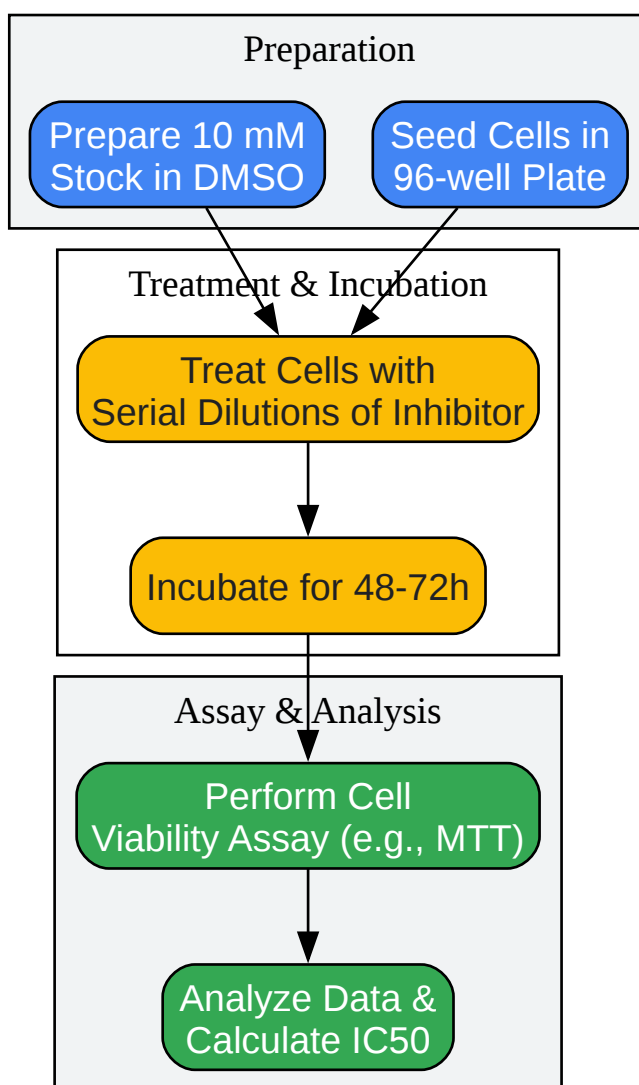 Preparation
Prepare 10 mM
Stock in DMSO
Seed Cells in
96-well Plate
Treatment & Incubation
Treat Cells with
Serial Dilutions of Inhibitor
Incubate for 48-72h
Assay & Analysis
Perform Cell
Viability Assay (e.g., MTT)
Analyze Data &
Calculate IC50